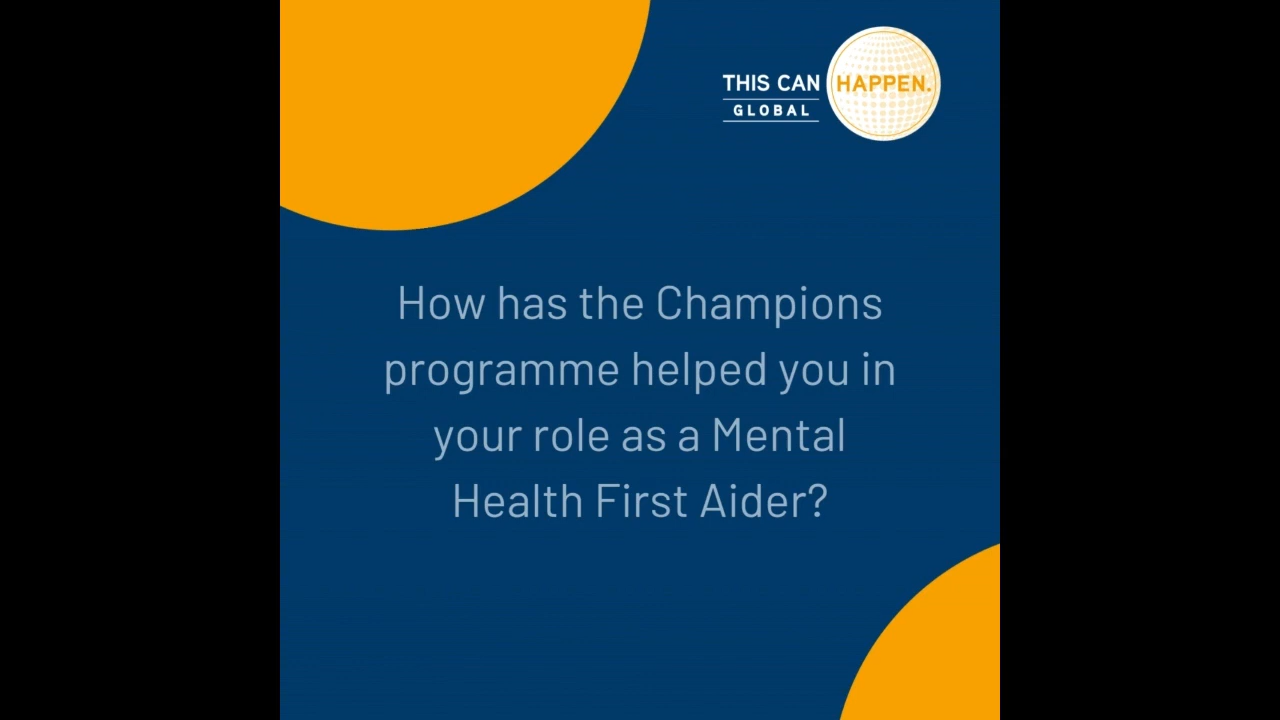 THIS CAN HAPPEN.
GLOBAL
How has the Champions
programme helped you in
your role as a Mental
Health First Aider?